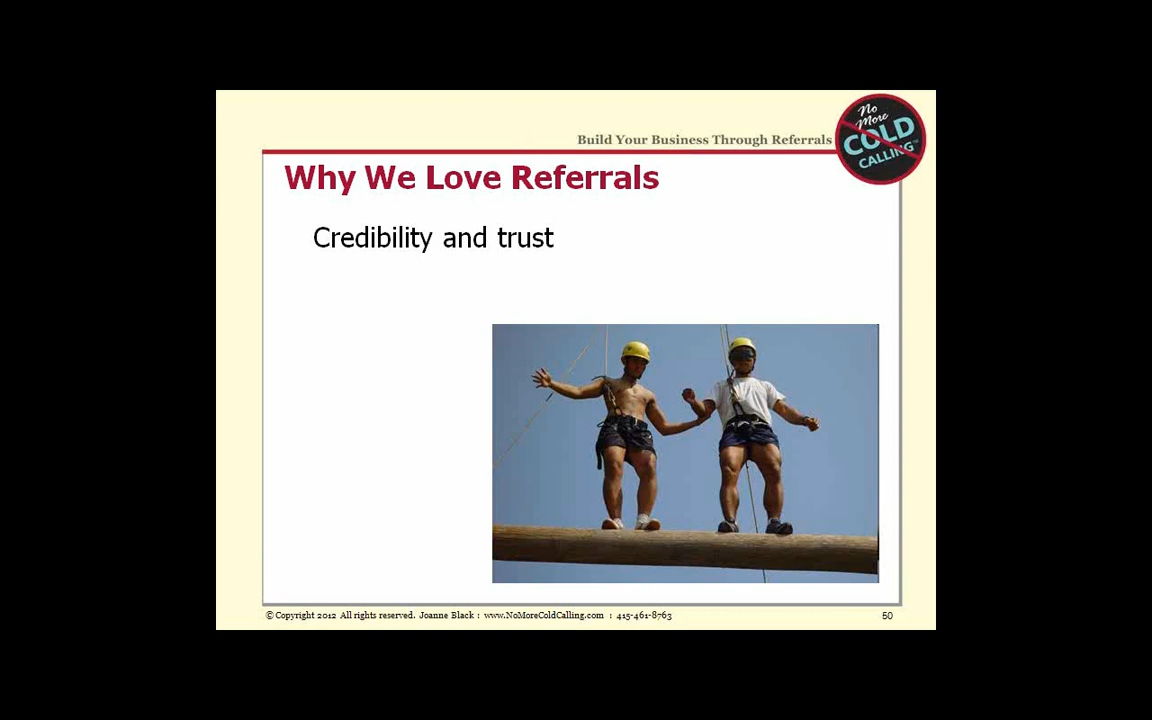 Build Your Business Through Referrals
No
More
COLD
CALLING™
Why We Love Referrals
Credibility and trust
© Copyright 2012 All rights reserved. Joanne Black : www.NoMoreColdCalling.com : 415-461-8763
50